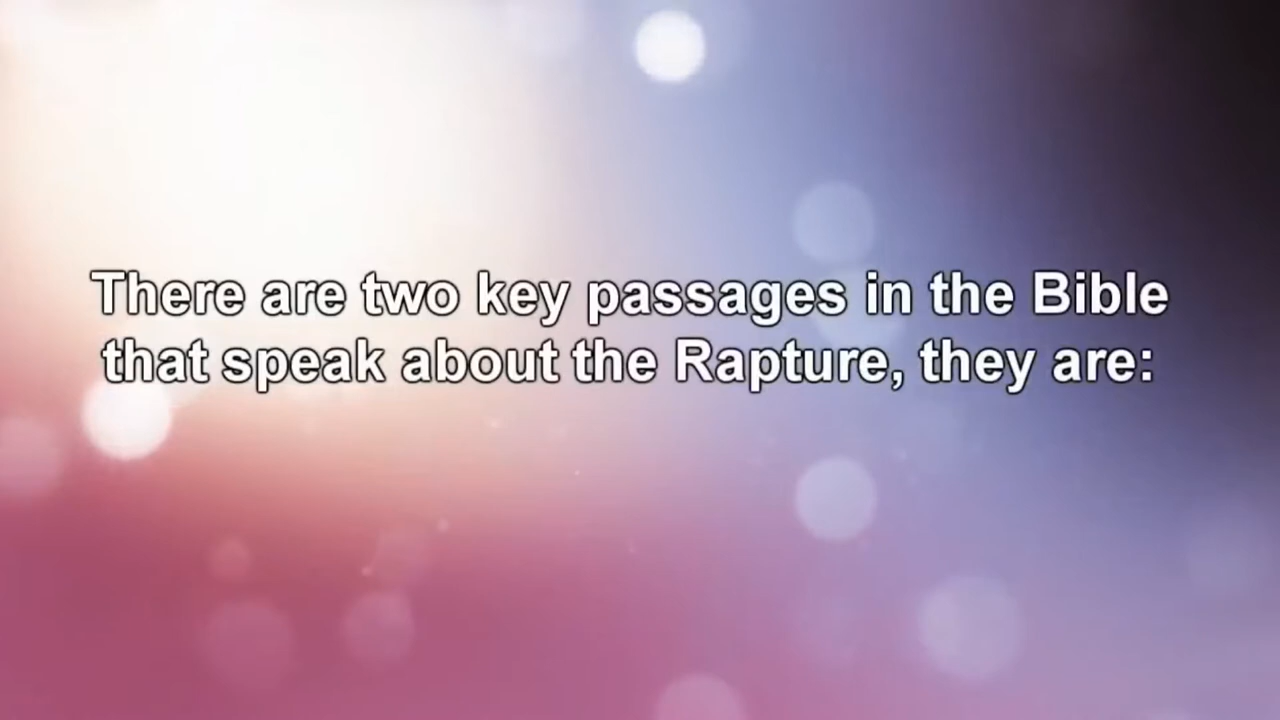 There are two key passages in the Bible
that speak about the Rapture, they are: